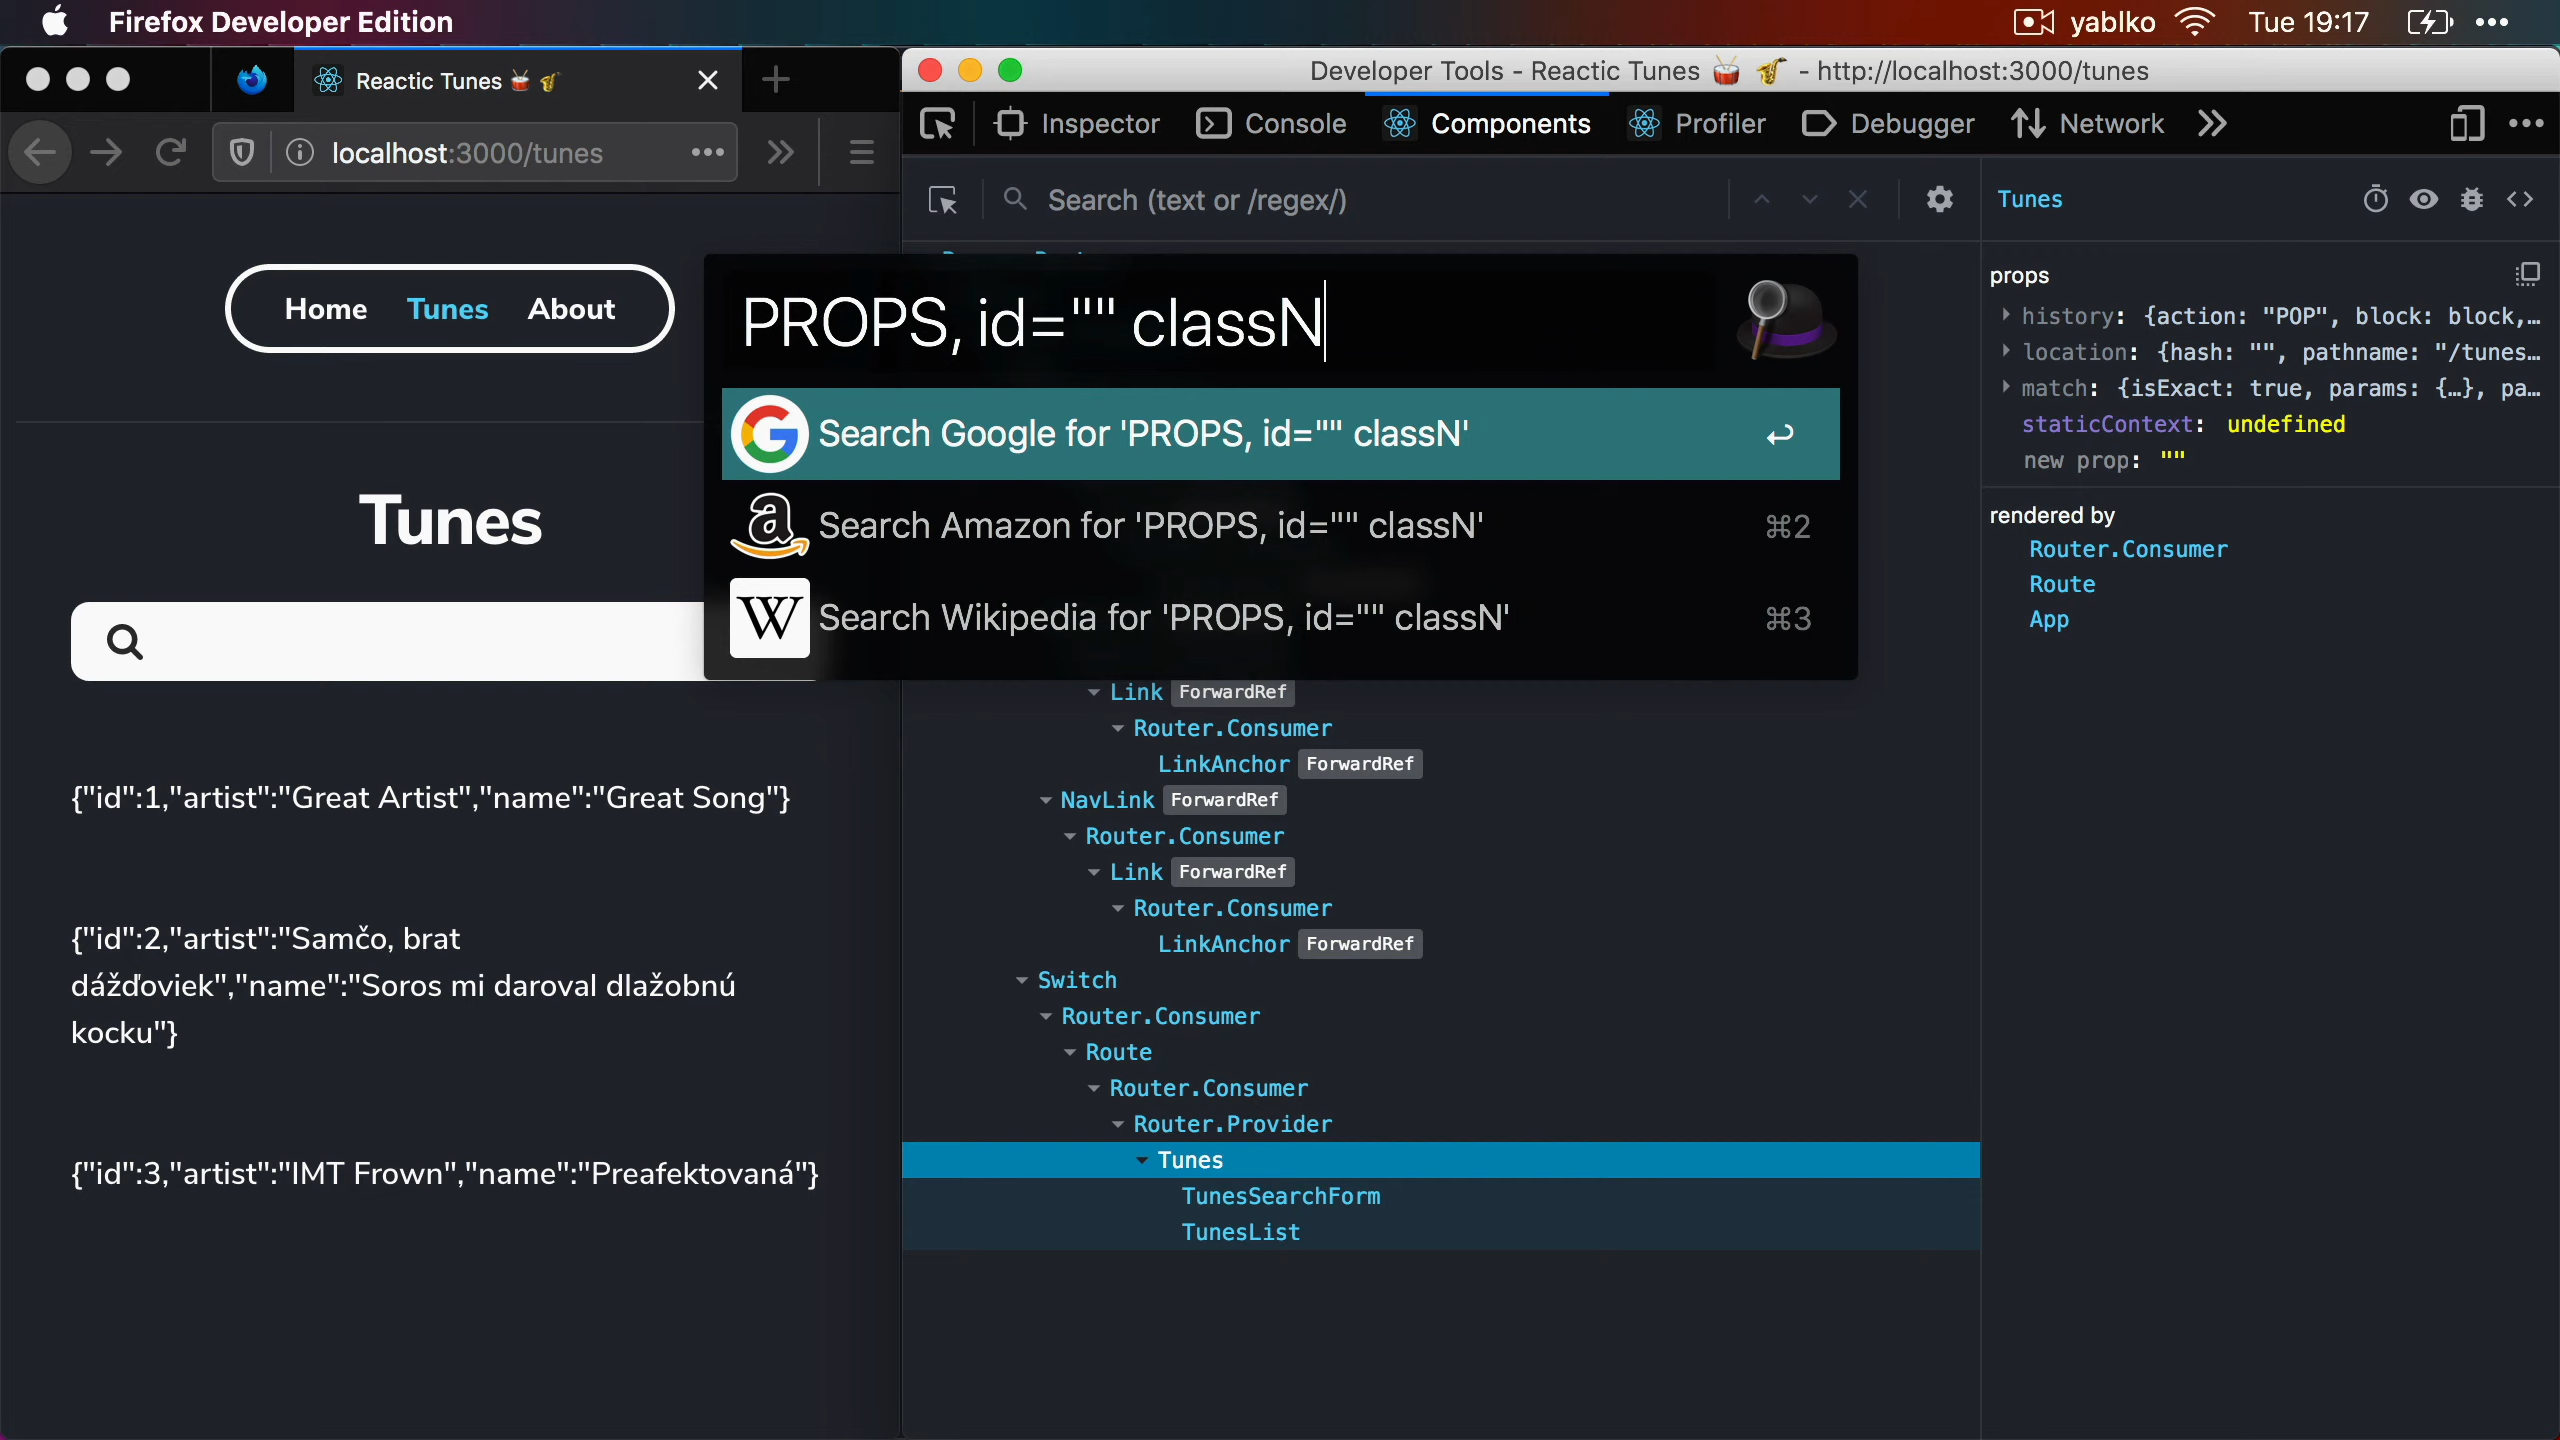 Firefox Developer Edition
yablko
Tue 19:17
Reactic Tunes
localhost:3000/tunes
Home Tunes About
Tunes
{"id":1,"artist":"Great Artist","name":"Great Song"}
{"id":2,"artist":"Samčo, brat
dážďoviek","name":"Soros mi daroval dlažobnú
kocku"}
{"id":3,"artist":"IMT Frown","name":"Preafektovaná"}
Developer Tools - Reactic Tunes - http://localhost:3000/tunes
Inspector Console Components Profiler Debugger Network
Search (text or /regex/)
PROPS, id="" classN
Search Google for 'PROPS, id="" classN'
Search Amazon for 'PROPS, id="" classN' ⌘2
Search Wikipedia for 'PROPS, id="" classN' ⌘3
Link ForwardRef
Router.Consumer
LinkAnchor ForwardRef
NavLink ForwardRef
Router.Consumer
Link ForwardRef
Router.Consumer
LinkAnchor ForwardRef
Switch
Router.Consumer
Route
Router.Consumer
Router.Provider
Tunes
TunesSearchForm
TunesList
Tunes
props
history: {action: "POP", block: block,…
location: {hash: "", pathname: "/tunes…
match: {isExact: true, params: {…}, pa…
staticContext: undefined
new prop: ""
rendered by
Router.Consumer
Route
App